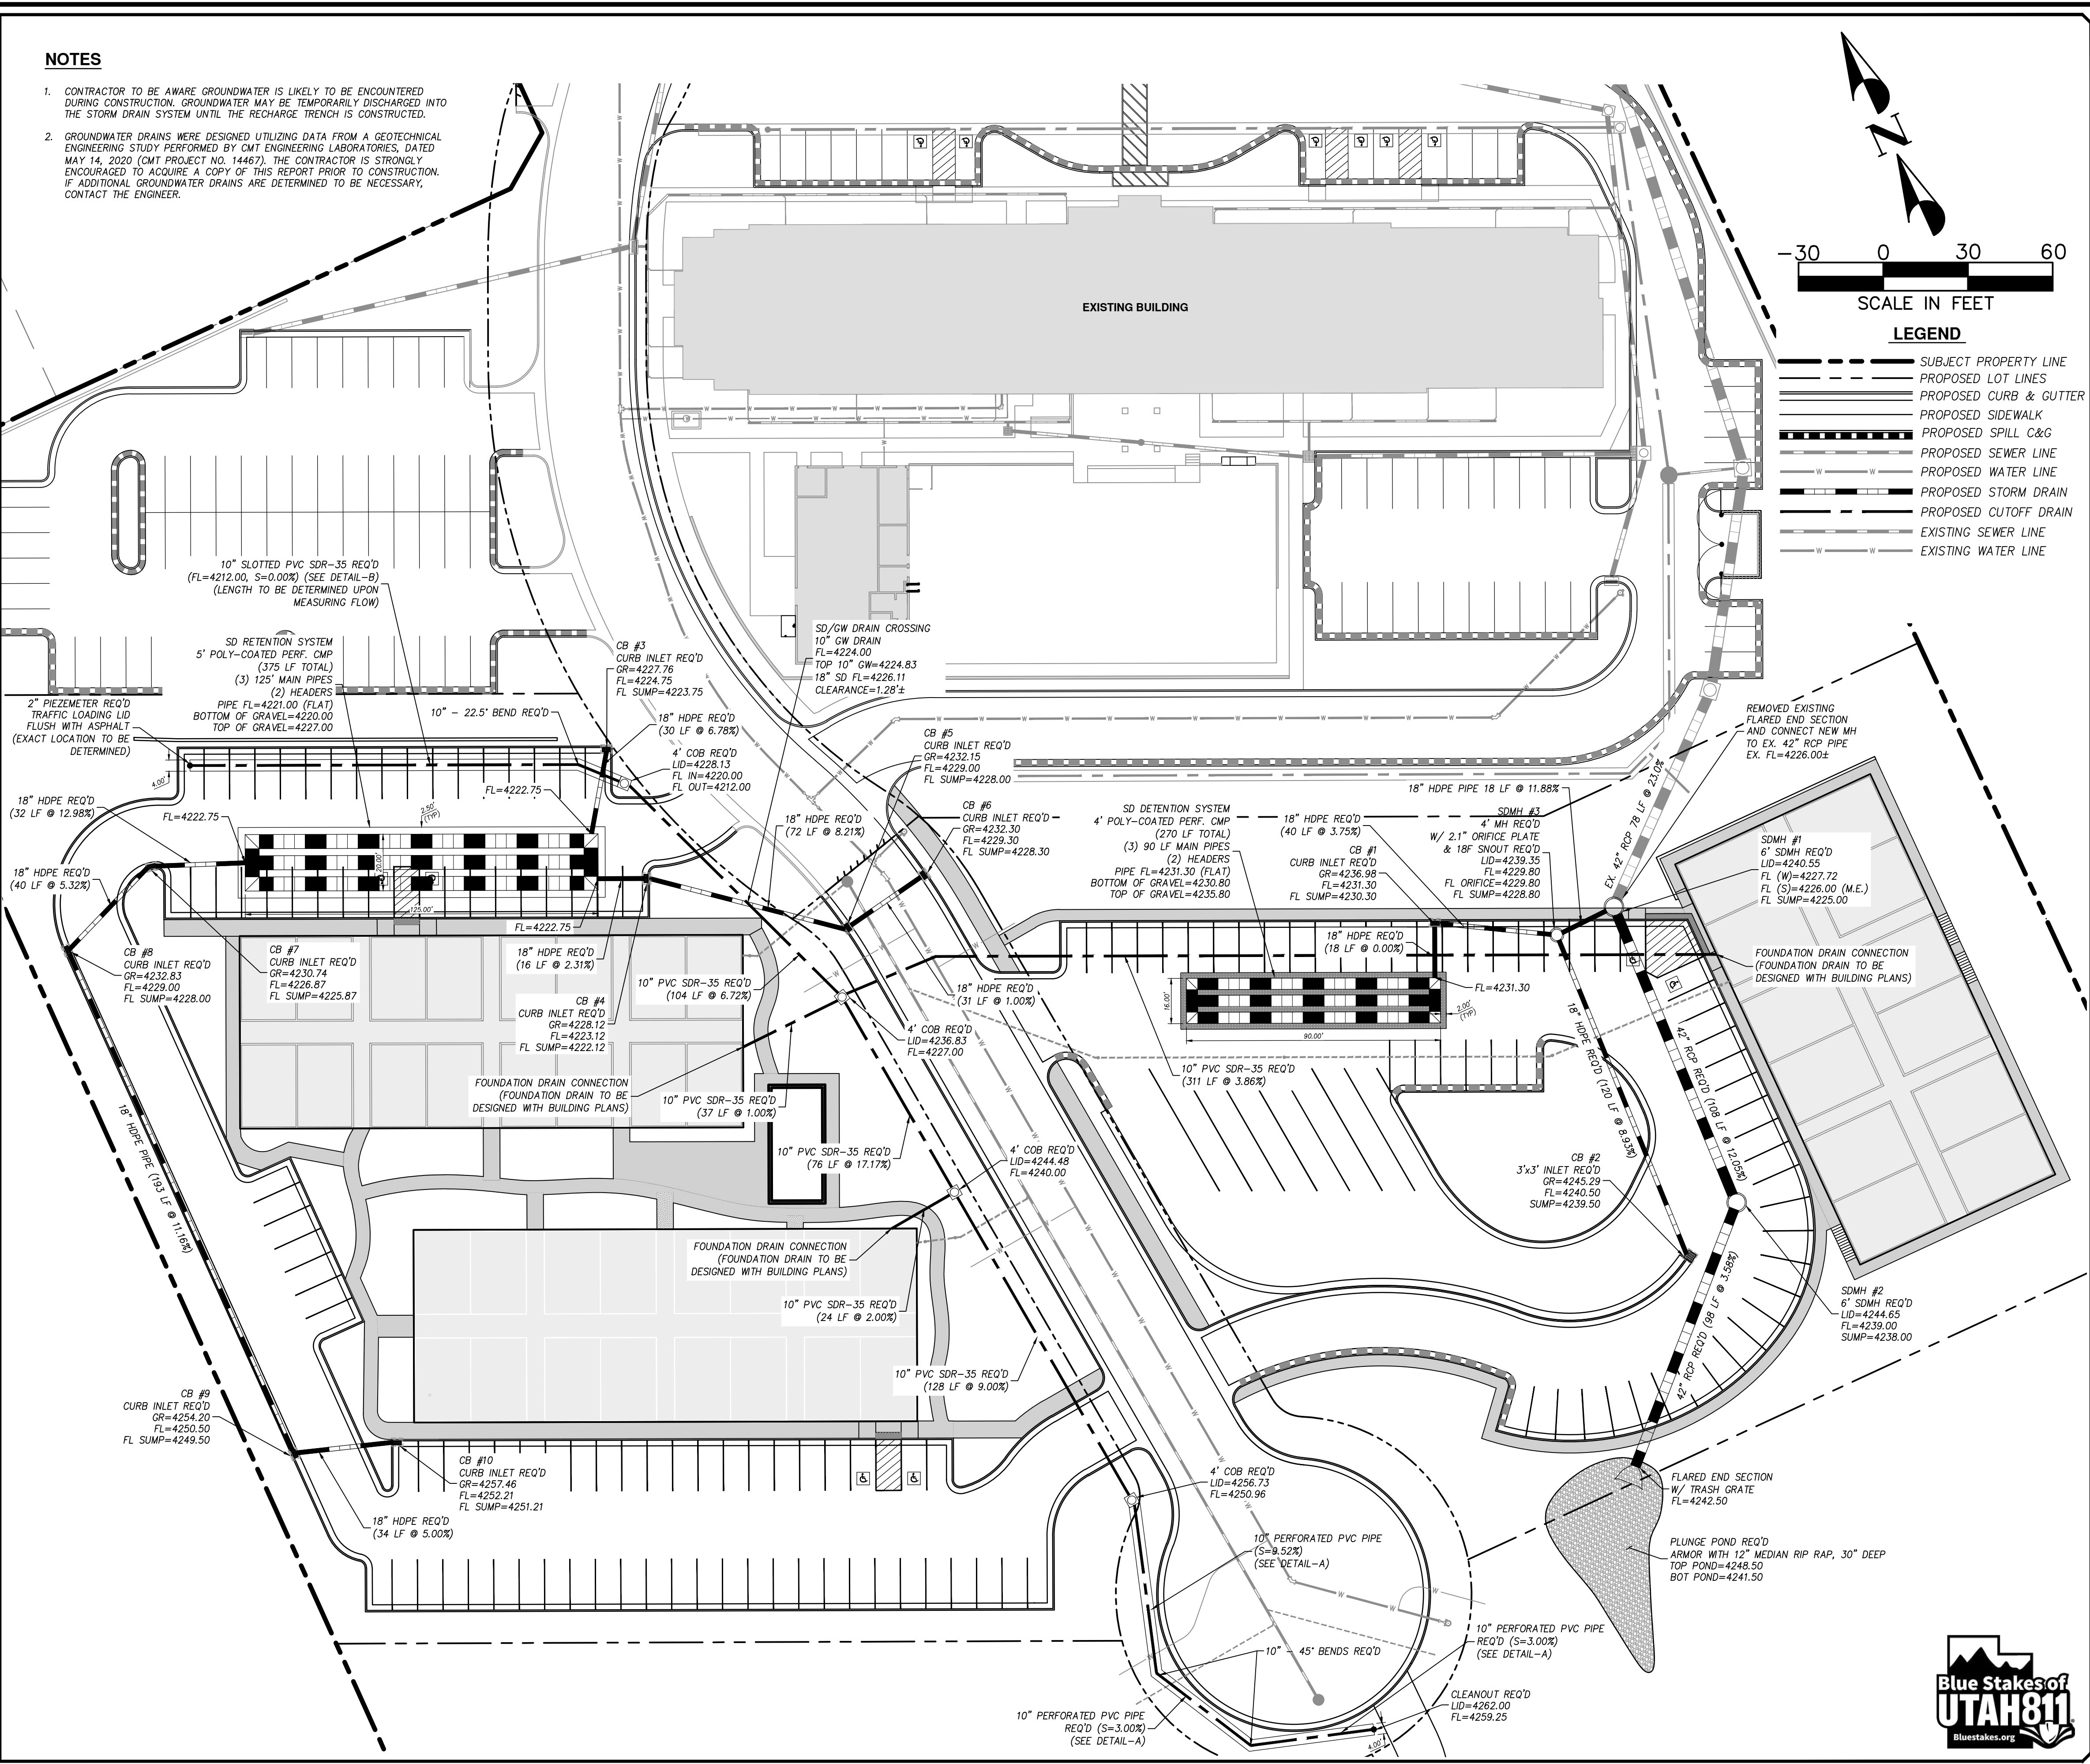 NOTES
1. CONTRACTOR TO BE AWARE GROUNDWATER IS LIKELY TO BE ENCOUNTERED
DURING CONSTRUCTION. GROUNDWATER MAY BE TEMPORARILY DISCHARGED INTO
THE STORM DRAIN SYSTEM UNTIL THE RECHARGE TRENCH IS CONSTRUCTED.
2. GROUNDWATER DRAINS WERE DESIGNED UTILIZING DATA FROM A GEOTECHNICAL
ENGINEERING STUDY PERFORMED BY CMT ENGINEERING LABORATORIES, DATED
MAY 14, 2020 (CMT PROJECT NO. 14467). THE CONTRACTOR IS STRONGLY
ENCOURAGED TO ACQUIRE A COPY OF THIS REPORT PRIOR TO CONSTRUCTION.
IF ADDITIONAL GROUNDWATER DRAINS ARE DETERMINED TO BE NECESSARY,
CONTACT THE ENGINEER.
N
-30 0 30 60
SCALE IN FEET
LEGEND
SUBJECT PROPERTY LINE
PROPOSED LOT LINES
PROPOSED CURB & GUTTER
PROPOSED SIDEWALK
PROPOSED SPILL C&G
PROPOSED SEWER LINE
PROPOSED WATER LINE
PROPOSED STORM DRAIN
PROPOSED CUTOFF DRAIN
EXISTING SEWER LINE
EXISTING WATER LINE
EXISTING BUILDING
10" SLOTTED PVC SDR-35 REQ'D
(FL=4212.00, S=0.00%) (SEE DETAIL-B)
(LENGTH TO BE DETERMINED UPON
MEASURING FLOW)
SD RETENTION SYSTEM
5' POLY-COATED PERF. CMP
(375 LF TOTAL)
(3) 125' MAIN PIPES
(2) HEADERS
PIPE FL=4221.00 (FLAT)
BOTTOM OF GRAVEL=4220.00
TOP OF GRAVEL=4227.00
2" PIEZEMETER REQ'D
TRAFFIC LOADING LID
FLUSH WITH ASPHALT
(EXACT LOCATION TO BE
DETERMINED)
10" - 22.5° BEND REQ'D
CB #3
CURB INLET REQ'D
GR=4227.76
FL=4224.75
FL SUMP=4223.75
18" HDPE REQ'D
(30 LF @ 6.78%)
4' COB REQ'D
LID=4228.13
FL IN=4220.00
FL OUT=4212.00
SD/GW DRAIN CROSSING
10" GW DRAIN
FL=4224.00
TOP 10" GW=4224.83
18" SD FL=4226.11
CLEARANCE=1.28'±
CB #5
CURB INLET REQ'D
GR=4232.15
FL=4229.00
FL SUMP=4228.00
CB #6
CURB INLET REQ'D
GR=4232.30
FL=4229.30
FL SUMP=4228.30
18" HDPE REQ'D
(72 LF @ 8.21%)
FL=4222.75
FL=4222.75
FL=4222.75
4.00'
2.50'
(TYP)
20.00'
125.00'
18" HDPE REQ'D
(32 LF @ 12.98%)
18" HDPE REQ'D
(40 LF @ 5.32%)
CB #8
CURB INLET REQ'D
GR=4232.83
FL=4229.00
FL SUMP=4228.00
CB #7
CURB INLET REQ'D
GR=4230.74
FL=4226.87
FL SUMP=4225.87
18" HDPE REQ'D
(16 LF @ 2.31%)
CB #4
CURB INLET REQ'D
GR=4228.12
FL=4223.12
FL SUMP=4222.12
10" PVC SDR-35 REQ'D
(104 LF @ 6.72%)
18" HDPE REQ'D
(31 LF @ 1.00%)
4' COB REQ'D
LID=4236.83
FL=4227.00
FOUNDATION DRAIN CONNECTION
(FOUNDATION DRAIN TO BE
DESIGNED WITH BUILDING PLANS)
10" PVC SDR-35 REQ'D
(37 LF @ 1.00%)
10" PVC SDR-35 REQ'D
(76 LF @ 17.17%)
4' COB REQ'D
LID=4244.48
FL=4240.00
FOUNDATION DRAIN CONNECTION
(FOUNDATION DRAIN TO BE
DESIGNED WITH BUILDING PLANS)
10" PVC SDR-35 REQ'D
(24 LF @ 2.00%)
10" PVC SDR-35 REQ'D
(128 LF @ 9.00%)
18" HDPE PIPE (193 LF @ 11.16%)
CB #9
CURB INLET REQ'D
GR=4254.20
FL=4250.50
FL SUMP=4249.50
CB #10
CURB INLET REQ'D
GR=4257.46
FL=4252.21
FL SUMP=4251.21
18" HDPE REQ'D
(34 LF @ 5.00%)
SD DETENTION SYSTEM
4' POLY-COATED PERF. CMP
(270 LF TOTAL)
(3) 90 LF MAIN PIPES
(2) HEADERS
PIPE FL=4231.30 (FLAT)
BOTTOM OF GRAVEL=4230.80
TOP OF GRAVEL=4235.80
18" HDPE REQ'D
(40 LF @ 3.75%)
CB #1
CURB INLET REQ'D
GR=4236.98
FL=4231.30
FL SUMP=4230.30
18" HDPE PIPE 18 LF @ 11.88%
SDMH #3
4' MH REQ'D
W/ 2.1" ORIFICE PLATE
& 18F SNOUT REQ'D
LID=4239.35
FL=4229.80
FL ORIFICE=4229.80
FL SUMP=4228.80
EX. 42" RCP 78 LF @ 23.0%
REMOVED EXISTING
FLARED END SECTION
AND CONNECT NEW MH
TO EX. 42" RCP PIPE
EX. FL=4226.00±
SDMH #1
6' SDMH REQ'D
LID=4240.55
FL (W)=4227.72
FL (S)=4226.00 (M.E.)
FL SUMP=4225.00
FOUNDATION DRAIN CONNECTION
(FOUNDATION DRAIN TO BE
DESIGNED WITH BUILDING PLANS)
18" HDPE REQ'D
(18 LF @ 0.00%)
FL=4231.30
16.00'
2.00'
(TYP)
90.00'
10" PVC SDR-35 REQ'D
(311 LF @ 3.86%)
18" HDPE REQ'D (120 LF @ 8.93%)
42" RCP REQ'D (108 LF @ 12.05%)
CB #2
3'x3' INLET REQ'D
GR=4245.29
FL=4240.50
SUMP=4239.50
42" RCP REQ'D (98 LF @ 3.58%)
SDMH #2
6' SDMH REQ'D
LID=4244.65
FL=4239.00
SUMP=4238.00
FLARED END SECTION
W/ TRASH GRATE
FL=4242.50
PLUNGE POND REQ'D
ARMOR WITH 12" MEDIAN RIP RAP, 30" DEEP
TOP POND=4248.50
BOT POND=4241.50
4' COB REQ'D
LID=4256.73
FL=4250.96
10" PERFORATED PVC PIPE
(S=9.52%)
(SEE DETAIL-A)
10" PERFORATED PVC PIPE
REQ'D (S=3.00%)
(SEE DETAIL-A)
10" - 45° BENDS REQ'D
CLEANOUT REQ'D
LID=4262.00
FL=4259.25
10" PERFORATED PVC PIPE
REQ'D (S=3.00%)
(SEE DETAIL-A)
4.00'
Blue Stakes of
UTAH811
Bluestakes.org